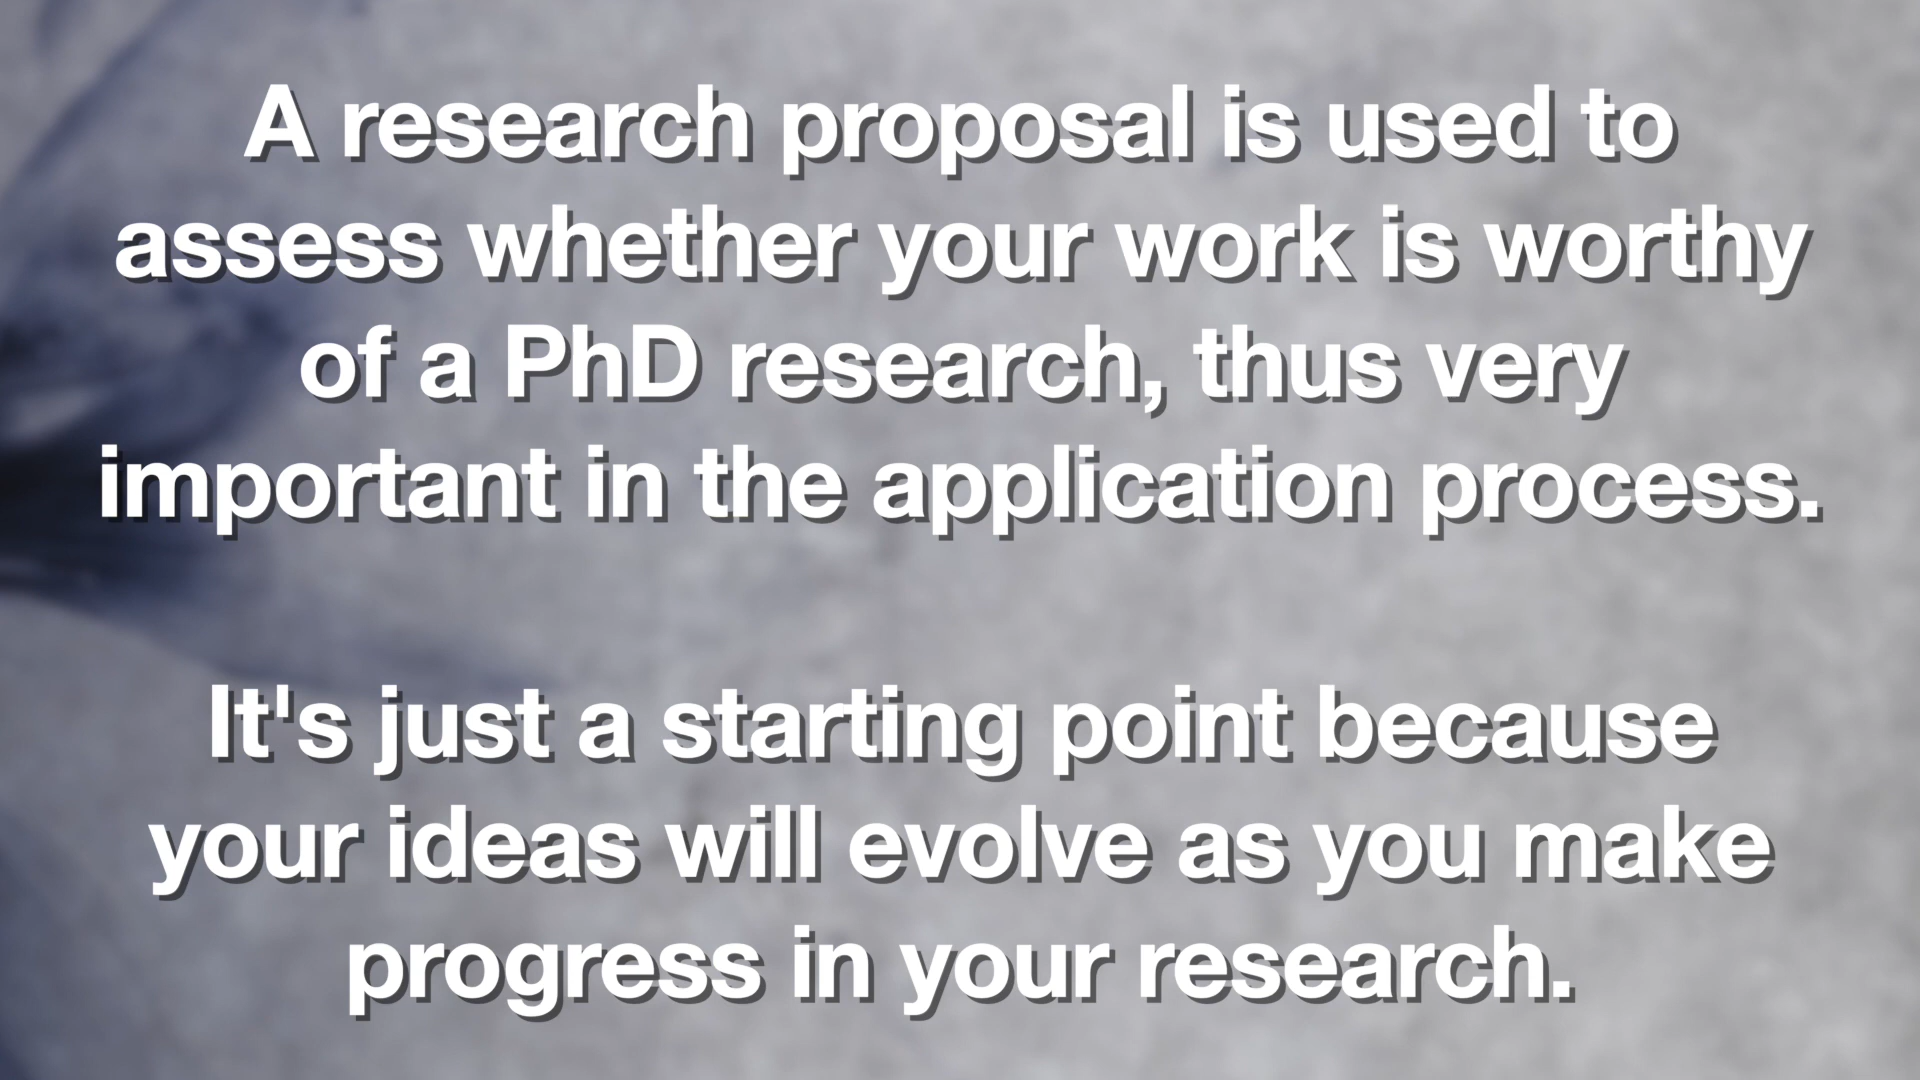 A research proposal is used to
assess whether your work is worthy
of a PhD research, thus very
important in the application process.
It's just a starting point because
your ideas will evolve as you make
progress in your research.